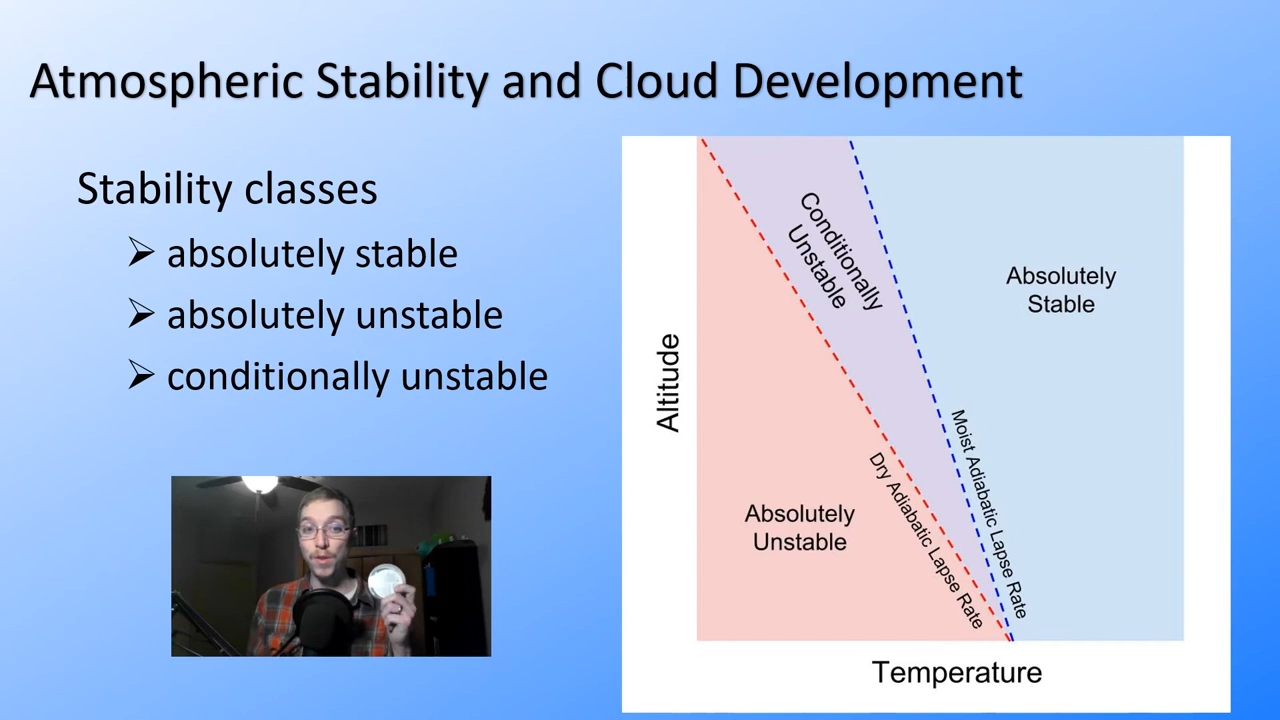 Atmospheric Stability and Cloud Development
Stability classes
➢ absolutely stable
➢ absolutely unstable
➢ conditionally unstable
Altitude
Conditionally
Unstable
Absolutely
Stable
Absolutely
Unstable
Dry Adiabatic Lapse Rate
Moist Adiabatic Lapse Rate
Temperature